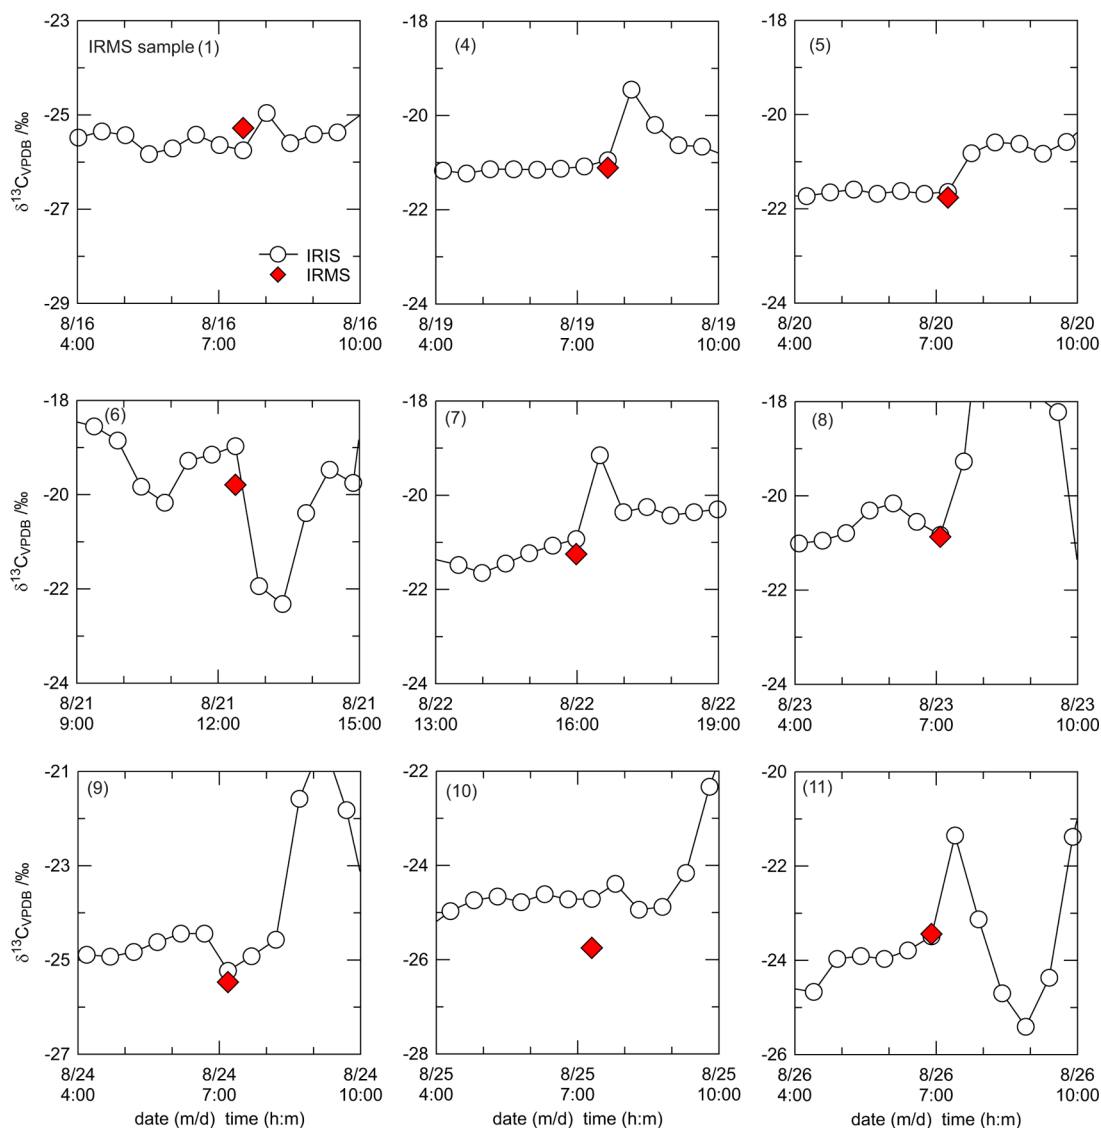 IRMS sample (1)
-23
-25
-27
-29
δ¹³C_VPDB /‰
IRIS
IRMS
8/16 8/16 8/16
4:00 7:00 10:00
(4)
-18
-20
-22
-24
8/19 8/19 8/19
4:00 7:00 10:00
(5)
-18
-20
-22
-24
8/20 8/20 8/20
4:00 7:00 10:00
(6)
-18
-20
-22
-24
δ¹³C_VPDB /‰
8/21 8/21 8/21
9:00 12:00 15:00
(7)
-18
-20
-22
-24
8/22 8/22 8/22
13:00 16:00 19:00
(8)
-18
-20
-22
-24
8/23 8/23 8/23
4:00 7:00 10:00
(9)
-21
-23
-25
-27
δ¹³C_VPDB /‰
8/24 8/24 8/24
4:00 7:00 10:00
date (m/d) time (h:m)
(10)
-22
-24
-26
-28
8/25 8/25 8/25
4:00 7:00 10:00
date (m/d) time (h:m)
(11)
-20
-22
-24
-26
8/26 8/26 8/26
4:00 7:00 10:00
date (m/d) time (h:m)